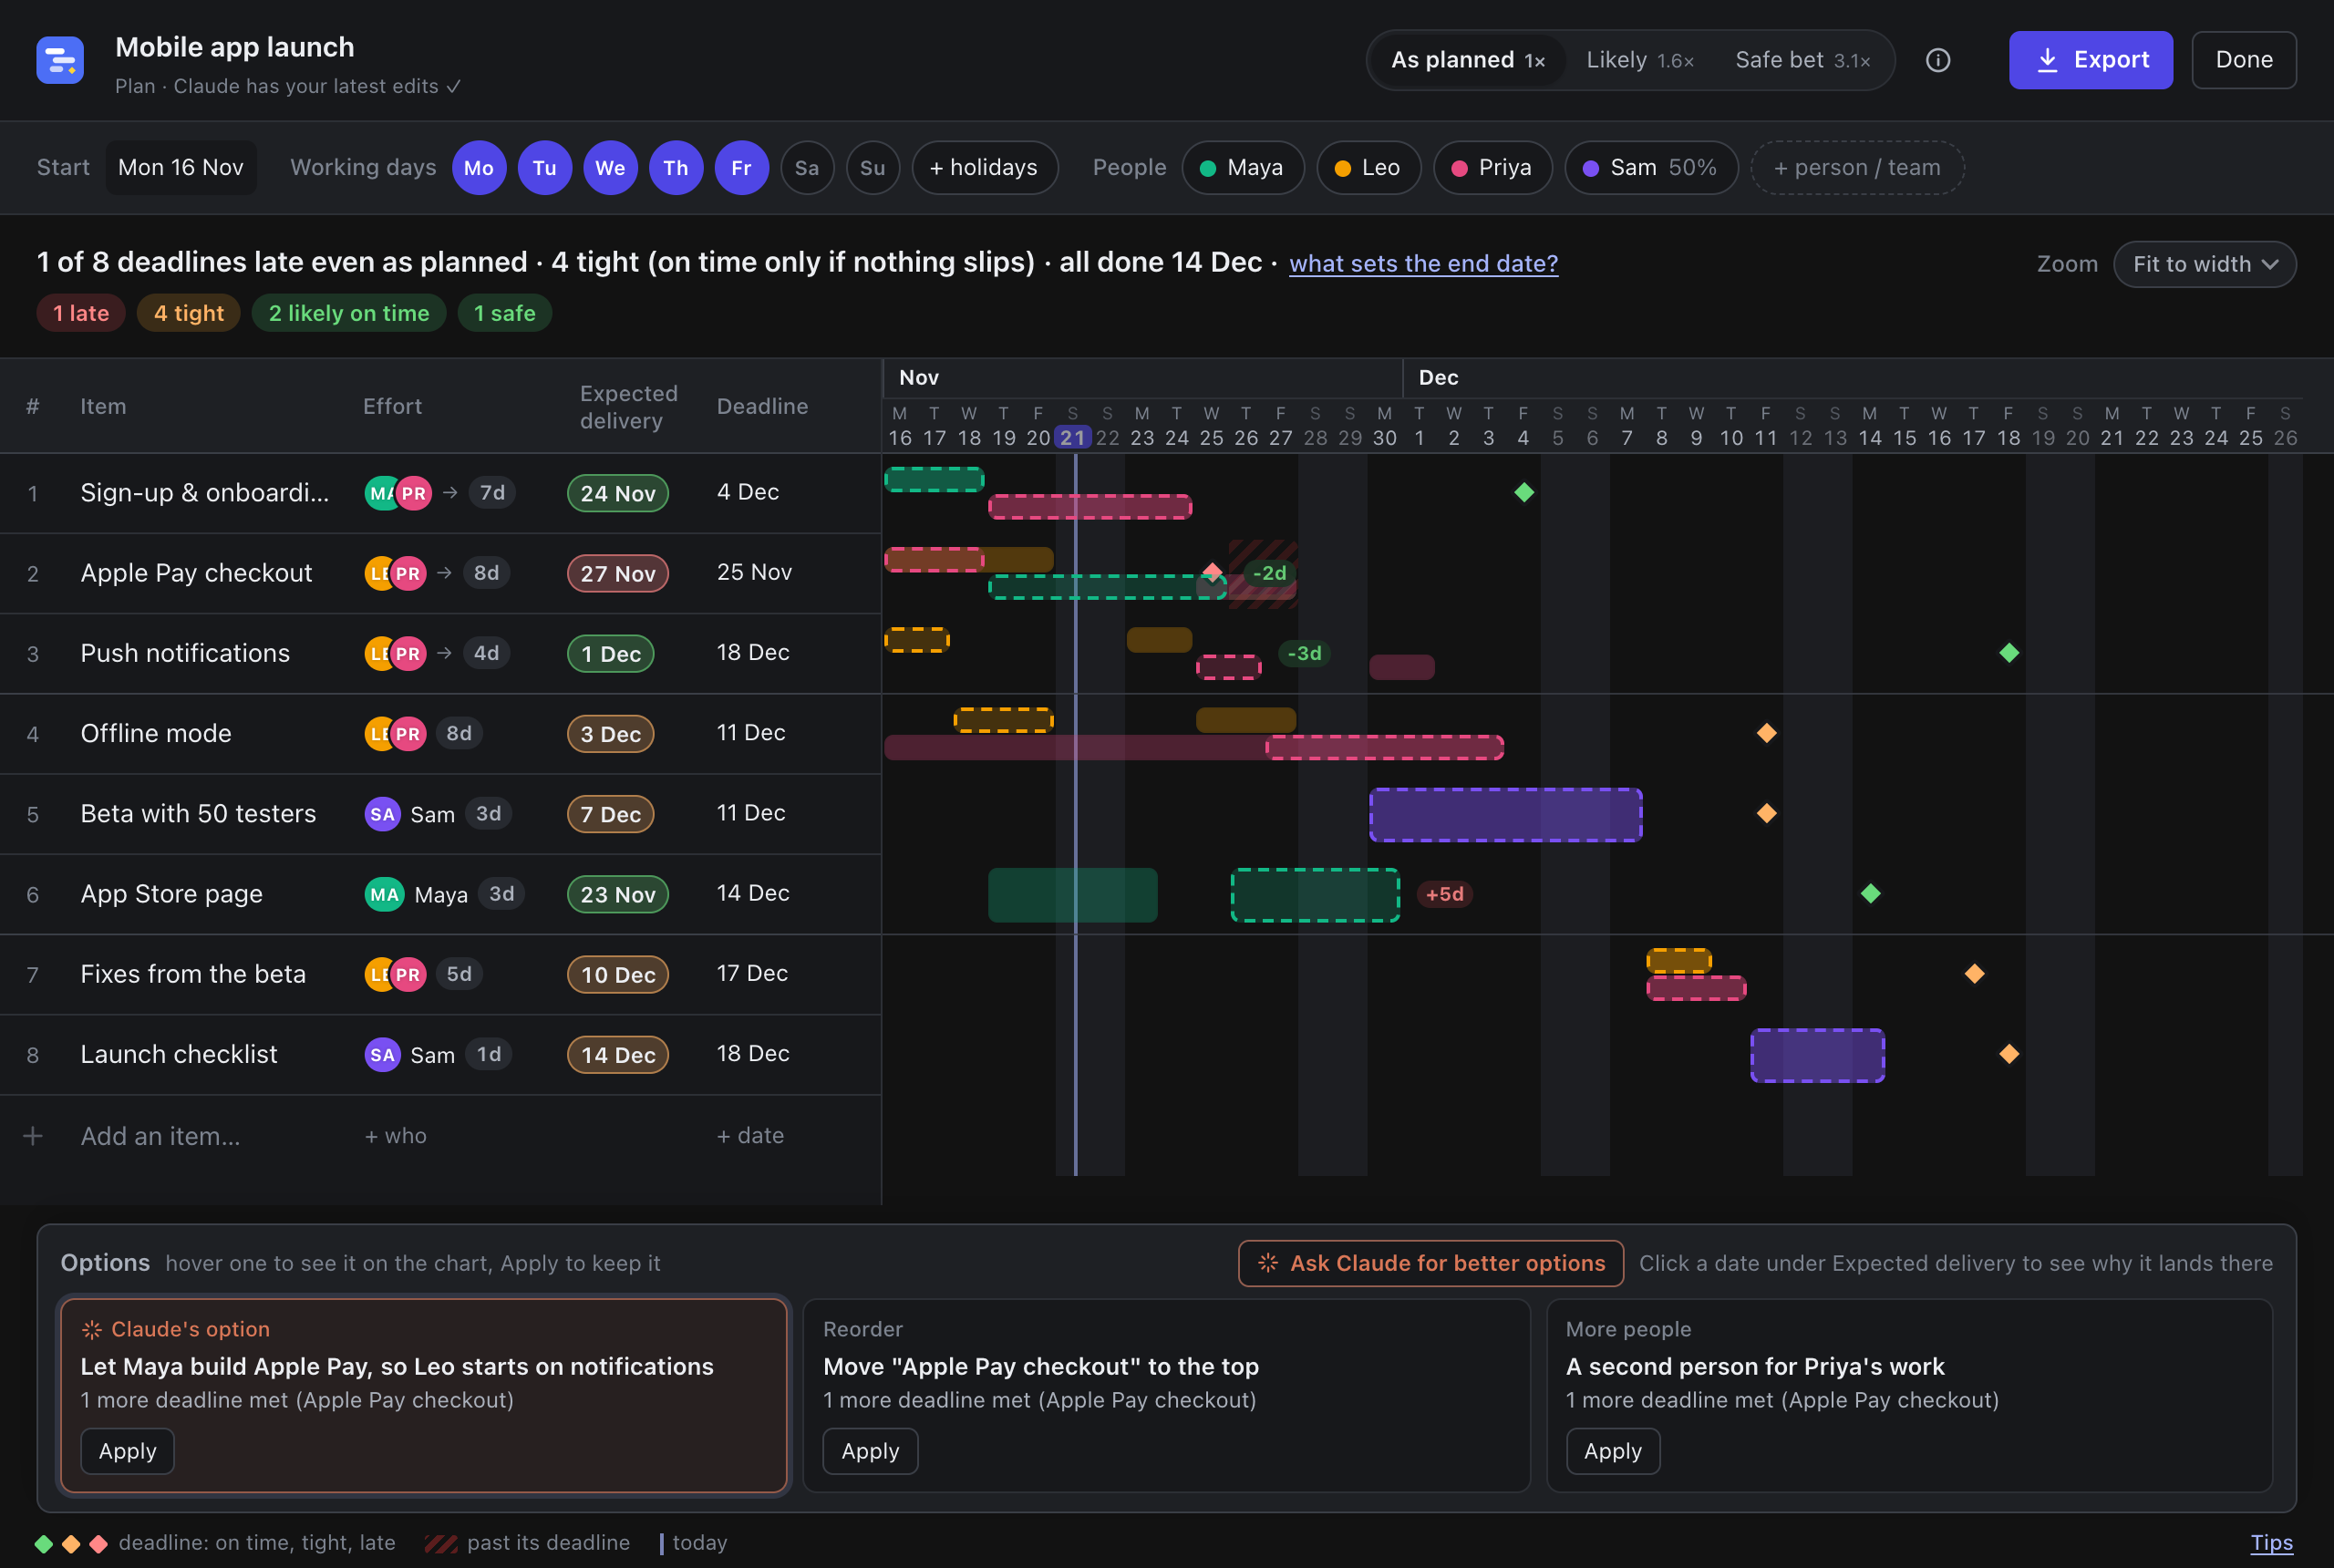 Mobile app launch
Plan · Claude has your latest edits ✓
As planned 1× Likely 1.6× Safe bet 3.1×
Export
Done
Start Mon 16 Nov Working days Mo Tu We Th Fr Sa Su + holidays People Maya Leo Priya Sam 50% + person / team
1 of 8 deadlines late even as planned · 4 tight (on time only if nothing slips) · all done 14 Dec · what sets the end date?
Zoom Fit to width
1 late 4 tight 2 likely on time 1 safe
# Item Effort Expected delivery Deadline
Nov Dec
M T W T F S S M T W T F S S M T W T F S S M T W T F S S M T W T F S S M T W T F S
16 17 18 19 20 21 22 23 24 25 26 27 28 29 30 1 2 3 4 5 6 7 8 9 10 11 12 13 14 15 16 17 18 19 20 21 22 23 24 25 26
1 Sign-up & onboardi... MA PR → 7d 24 Nov 4 Dec
2 Apple Pay checkout LE PR → 8d 27 Nov 25 Nov -2d
3 Push notifications LE PR → 4d 1 Dec 18 Dec -3d
4 Offline mode LE PR 8d 3 Dec 11 Dec
5 Beta with 50 testers SA Sam 3d 7 Dec 11 Dec
6 App Store page MA Maya 3d 23 Nov 14 Dec +5d
7 Fixes from the beta LE PR 5d 10 Dec 17 Dec
8 Launch checklist SA Sam 1d 14 Dec 18 Dec
+ Add an item... + who + date
Options hover one to see it on the chart, Apply to keep it
Ask Claude for better options
Click a date under Expected delivery to see why it lands there
Claude's option
Let Maya build Apple Pay, so Leo starts on notifications
1 more deadline met (Apple Pay checkout)
Apply
Reorder
Move "Apple Pay checkout" to the top
1 more deadline met (Apple Pay checkout)
Apply
More people
A second person for Priya's work
1 more deadline met (Apple Pay checkout)
Apply
deadline: on time, tight, late past its deadline today
Tips